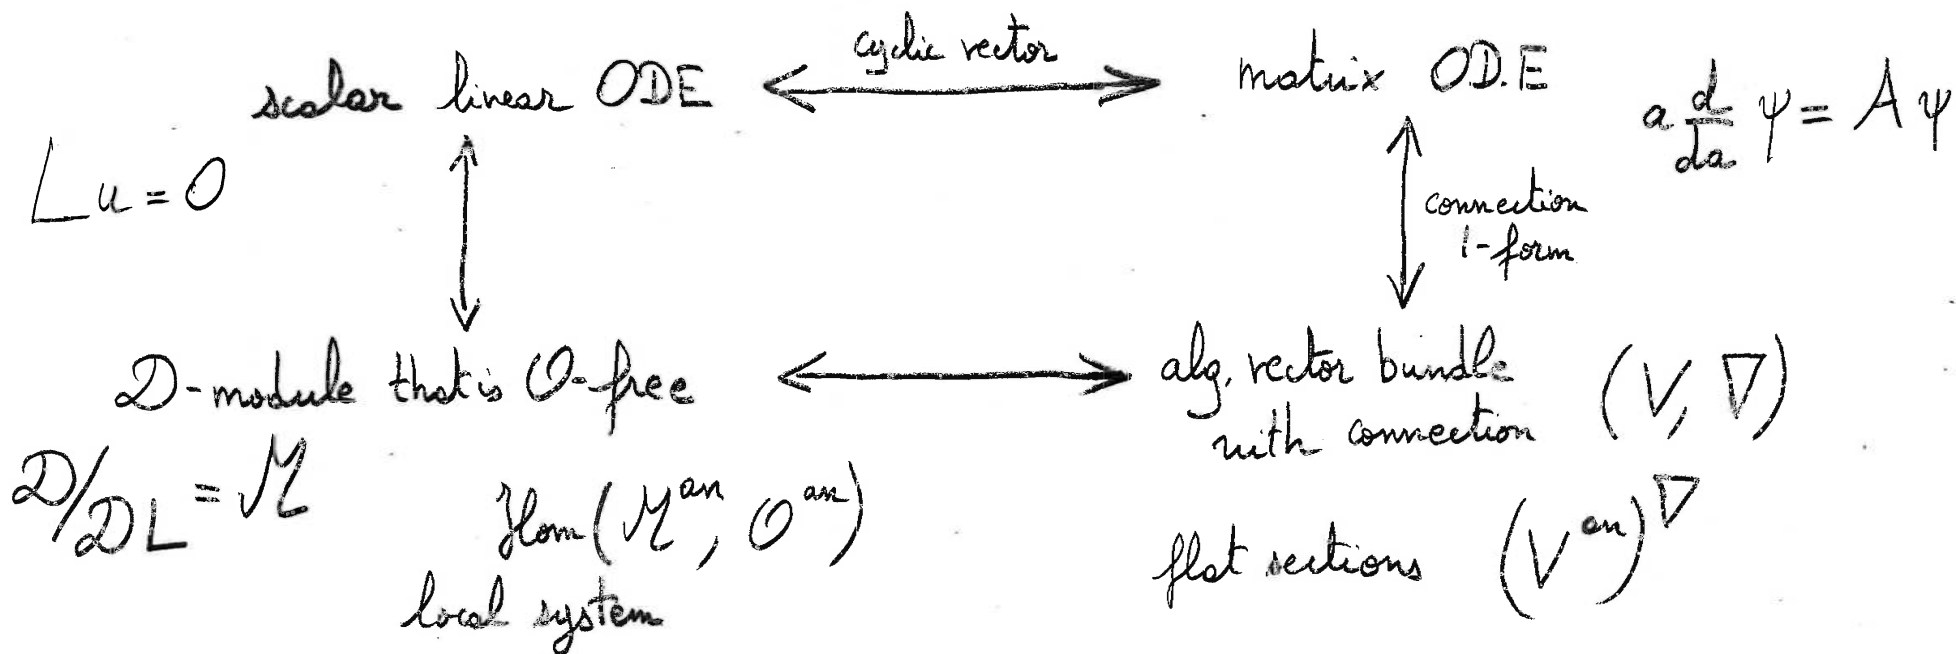 scalar linear ODE
cyclic vector
matrix OD.E
a d/da ψ = A ψ
L u = 0
connection
1-form
D-module that is O-free
alg. vector bundle
with connection
(V, ∇)
D/DL = M
Hom(M^an, O^an)
local system
flat sections (V^an)^∇